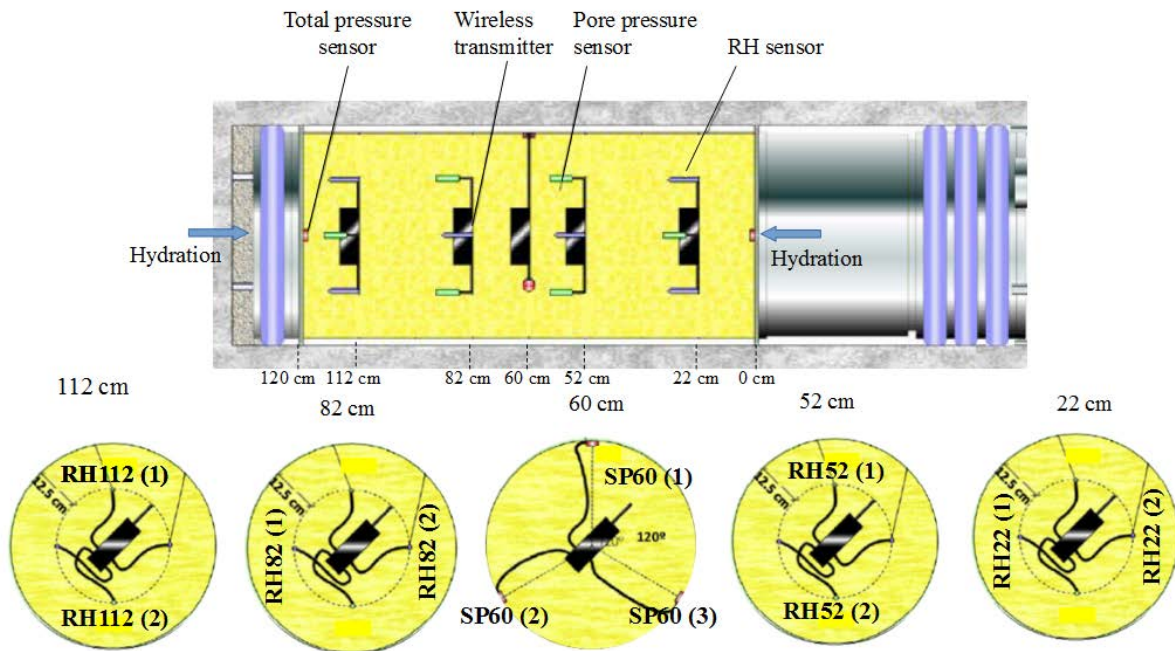 Total pressure
sensor
Wireless
transmitter
Pore pressure
sensor
RH sensor
Hydration
Hydration
120 cm
112 cm
82 cm
60 cm
52 cm
22 cm
0 cm
112 cm
82 cm
60 cm
52 cm
22 cm
RH112 (1)
12.5 cm
RH112 (2)
12.5 cm
RH82 (1)
RH82 (2)
SP60 (1)
120º
120º
SP60 (2)
SP60 (3)
RH52 (1)
12.5 cm
RH52 (2)
12.5 cm
RH22 (1)
RH22 (2)